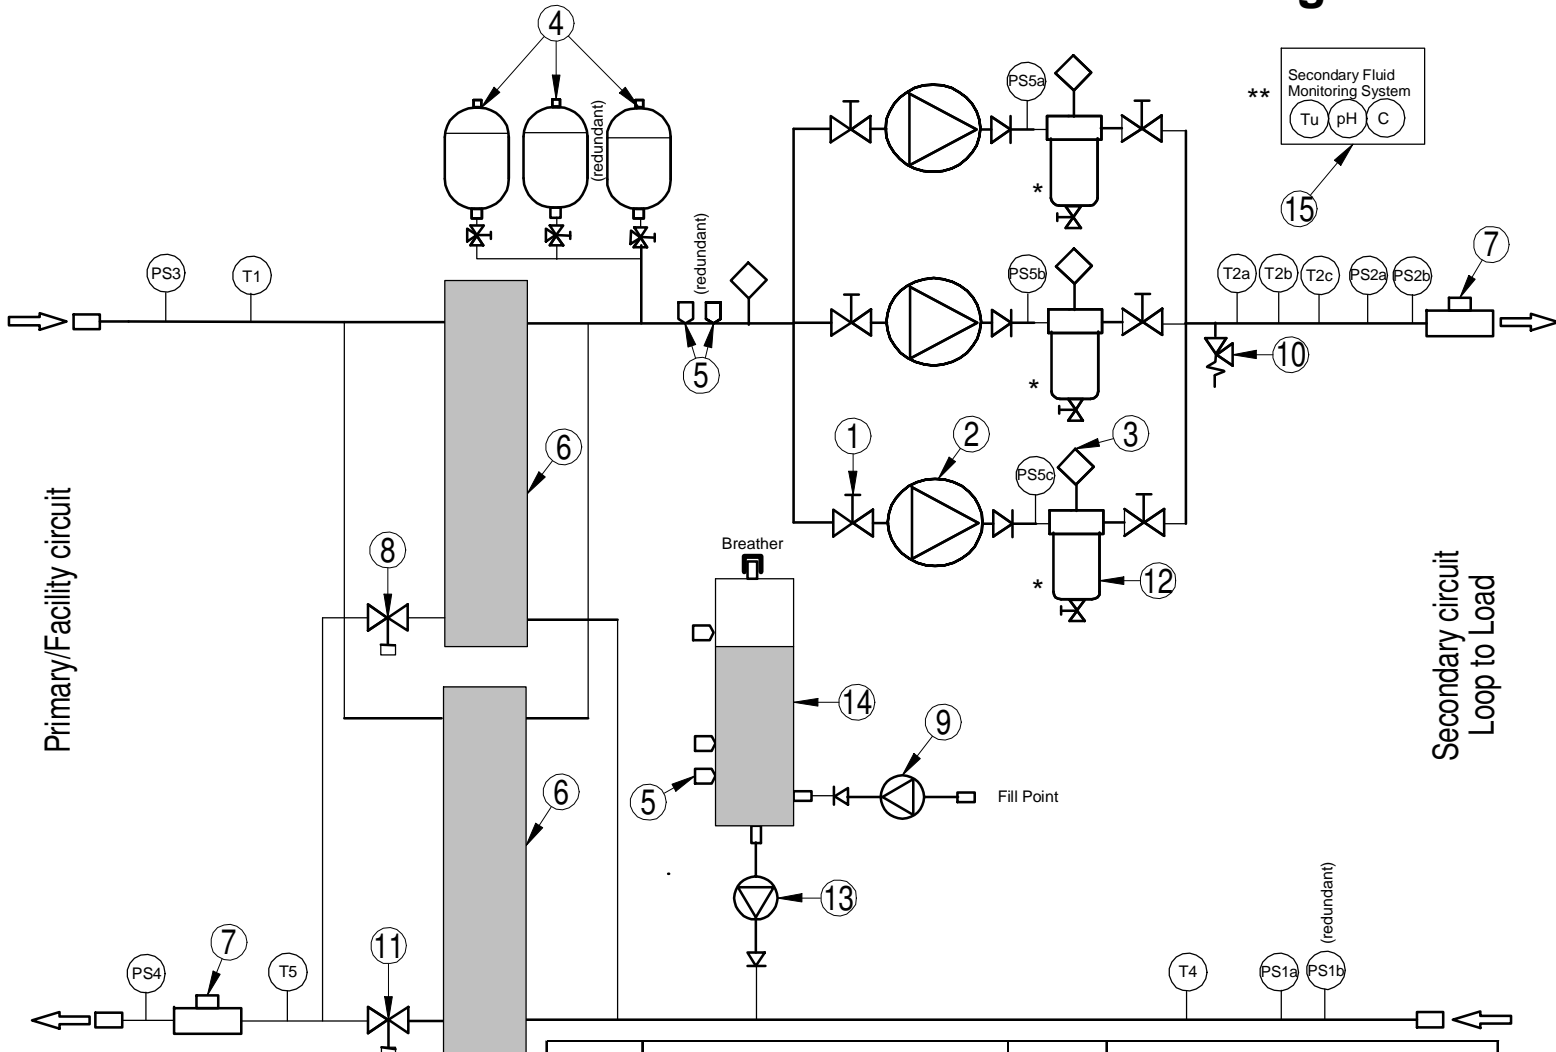 4
PS5a
Secondary Fluid
Monitoring System
**
Tu pH C
(redundant)
*
15
PS3
T1
(redundant)
PS5b
T2a
T2b
T2c
PS2a
PS2b
7
5
*
10
6
1
2
3
PS5c
Primary/Facility circuit
8
Breather
*
12
Secondary circuit
Loop to Load
14
9
6
5
Fill Point
13
(redundant)
PS4
7
T5
11
T4
PS1a
PS1b